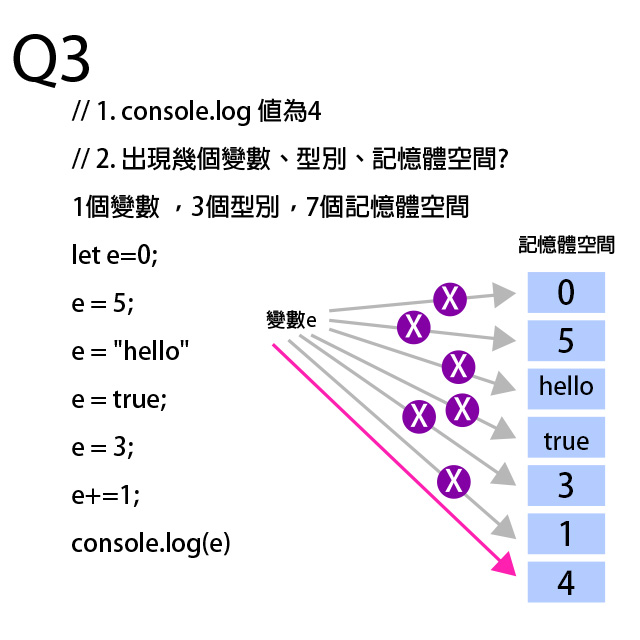 Q3
// 1. console.log 值為4
// 2. 出現幾個變數、型別、記憶體空間?
1個變數 ，3個型別，7個記憶體空間
let e=0;
e = 5;
e = "hello"
e = true;
e = 3;
e+=1;
console.log(e)
變數e
X
X
X
X
X
X
記憶體空間
0
5
hello
true
3
1
4